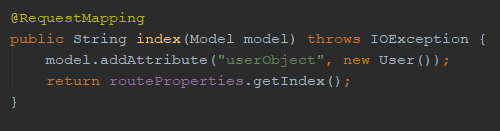 @RequestMapping
public String index(Model model) throws IOException {
    model.addAttribute("userObject", new User());
    return routeProperties.getIndex();
}